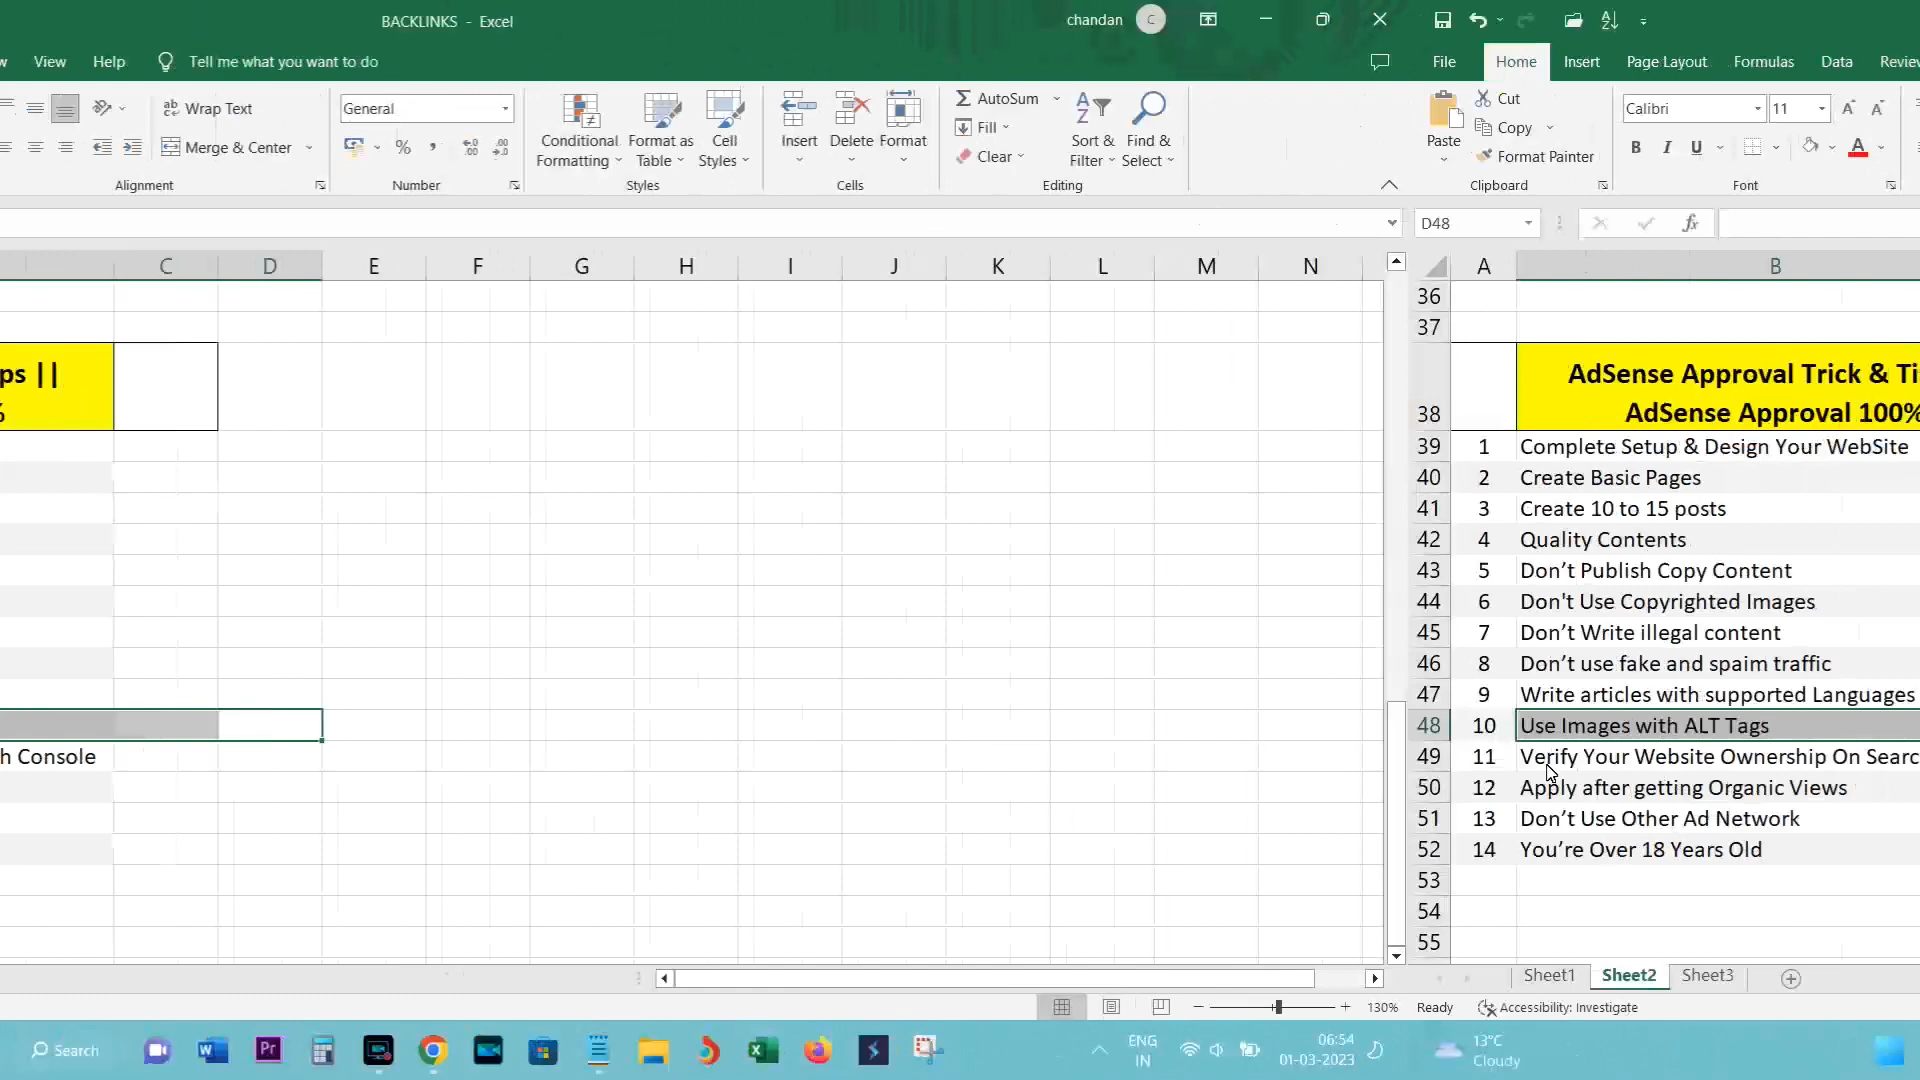 BACKLINKS - Excel
chandan
C
w
View
Help
Tell me what you want to do
File
Home
Insert
Page Layout
Formulas
Data
Review
Wrap Text
Merge & Center
Alignment
General
Number
Conditional
Formatting
Format as
Table
Cell
Styles
Styles
Insert
Delete
Format
Cells
AutoSum
Fill
Clear
Sort &
Filter
Find &
Select
Editing
Paste
Cut
Copy
Format Painter
Clipboard
Calibri
11
B
I
U
Font
D48
fx
C
D
E
F
G
H
I
J
K
L
M
N
A
B
36
37
ps ||
%
38
AdSense Approval Trick & Ti
AdSense Approval 100%
39 1 Complete Setup & Design Your WebSite
40 2 Create Basic Pages
41 3 Create 10 to 15 posts
42 4 Quality Contents
43 5 Don’t Publish Copy Content
44 6 Don't Use Copyrighted Images
45 7 Don’t Write illegal content
46 8 Don’t use fake and spaim traffic
47 9 Write articles with supported Languages
48 10 Use Images with ALT Tags
h Console
49 11 Verify Your Website Ownership On Searc
50 12 Apply after getting Organic Views
51 13 Don’t Use Other Ad Network
52 14 You’re Over 18 Years Old
53
54
55
Sheet1
Sheet2
Sheet3
130%
Ready
Accessibility: Investigate
Search
ENG
IN
06:54
01-03-2023
13°C
Cloudy